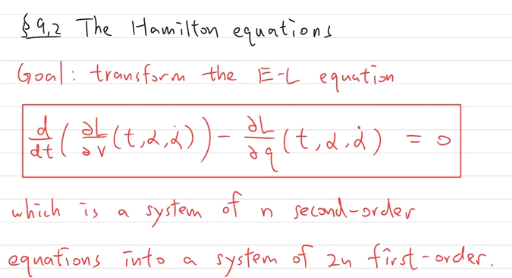 § 9.2 The Hamilton equations
Goal: transform the E-L equation
d/dt ( ∂L/∂v (t, α, α̇) ) − ∂L/∂q (t, α, α̇) = 0
which is a system of n second-order
equations into a system of 2n first-order.